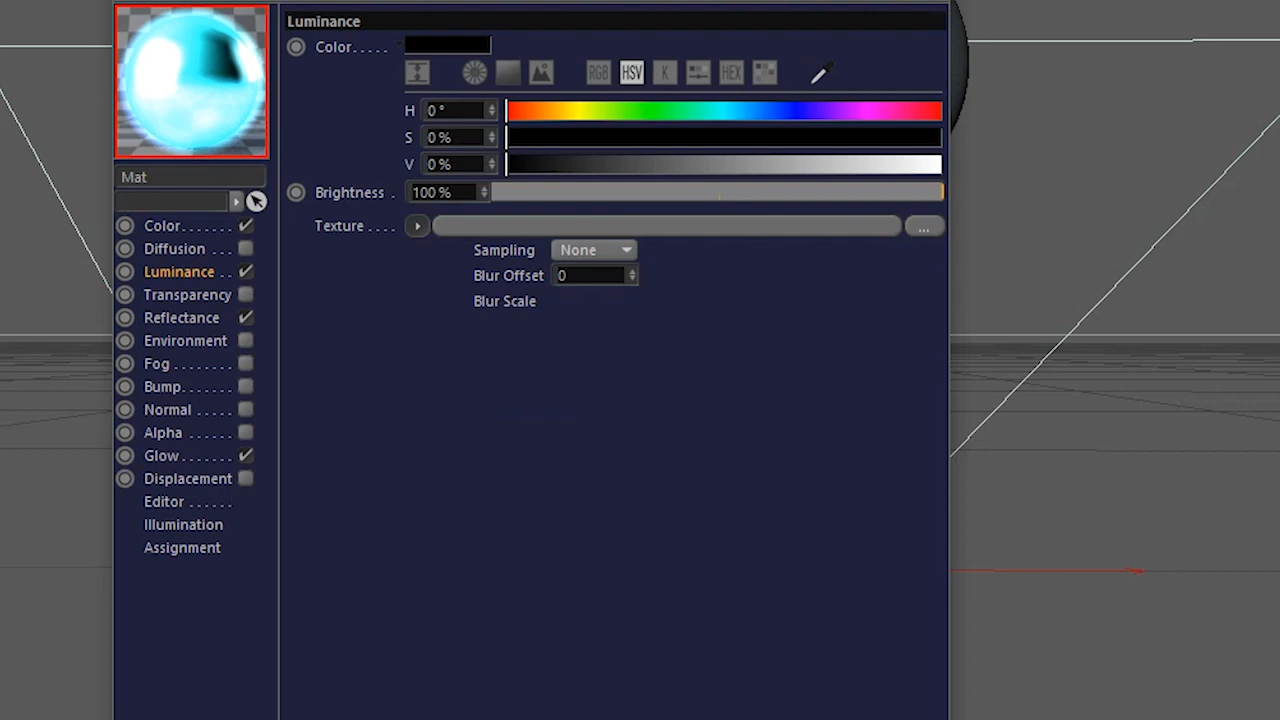 Luminance
Color.....
RGB HSV K HEX
H 0 °
S 0 %
V 0 %
Mat
Brightness . 100 %
Texture .... ...
Color.......
Sampling None
Diffusion ....
Luminance ..
Blur Offset 0
Transparency
Blur Scale
Reflectance
Environment
Fog ........
Bump.......
Normal .....
Alpha ......
Glow........
Displacement
Editor ......
Illumination
Assignment